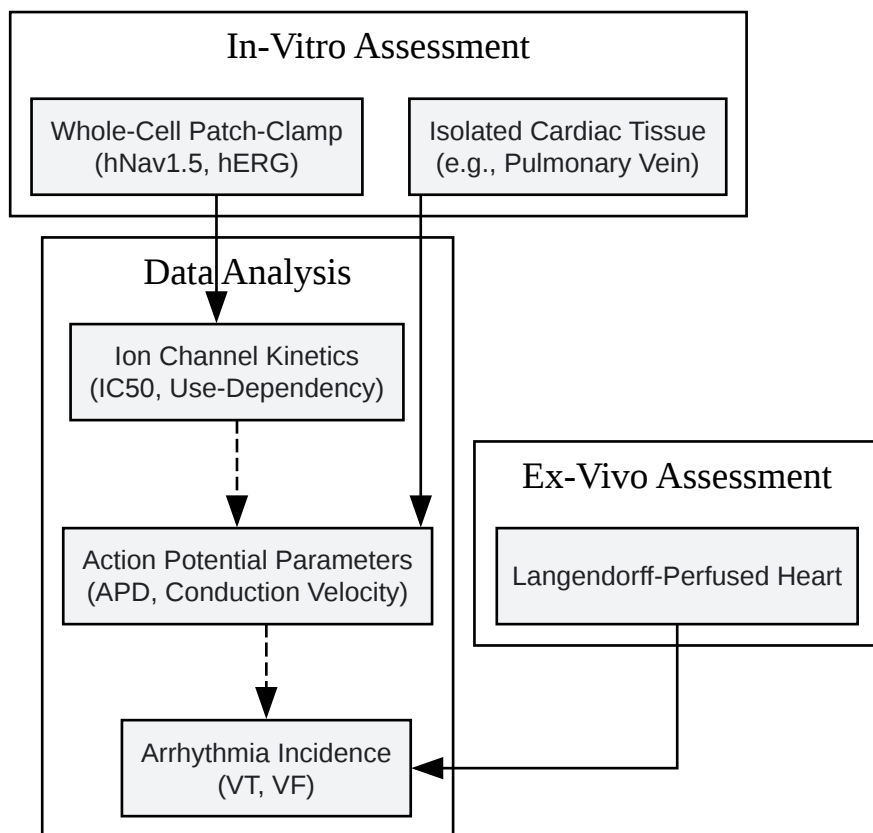 In-Vitro Assessment
Whole-Cell Patch-Clamp
(hNav1.5, hERG)
Isolated Cardiac Tissue
(e.g., Pulmonary Vein)
Data Analysis
Ion Channel Kinetics
(IC50, Use-Dependency)
Ex-Vivo Assessment
Action Potential Parameters
(APD, Conduction Velocity)
Langendorff-Perfused Heart
Arrhythmia Incidence
(VT, VF)